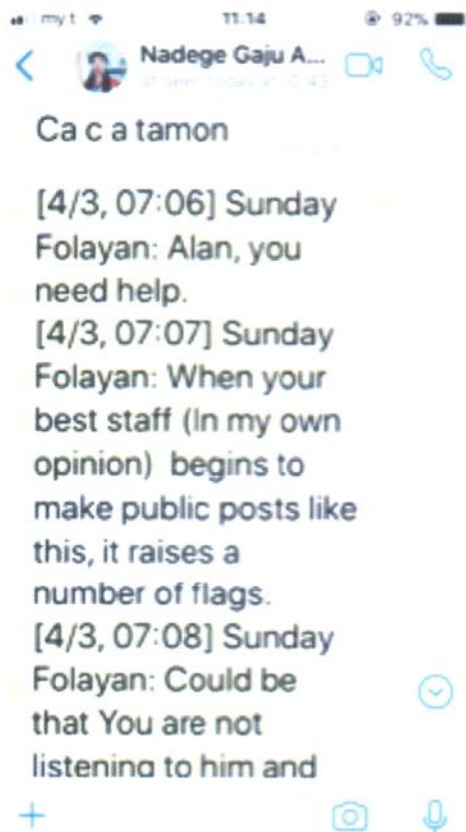 my.t
11.14
92%
Nadege Gaju A...
Ca c a tamon
[4/3, 07:06] Sunday
Folayan: Alan, you
need help.
[4/3, 07:07] Sunday
Folayan: When your
best staff (In my own
opinion) begins to
make public posts like
this, it raises a
number of flags.
[4/3, 07:08] Sunday
Folayan: Could be
that You are not
listening to him and